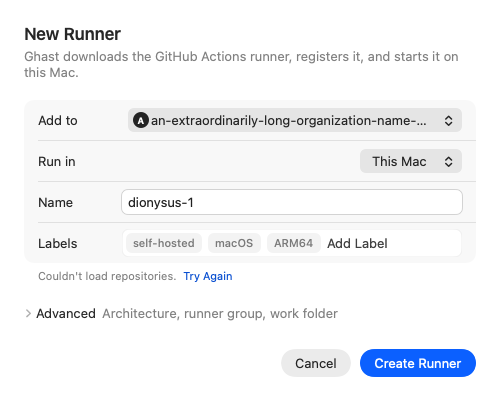 New Runner
Ghast downloads the GitHub Actions runner, registers it, and starts it on
this Mac.
Add to
A an-extraordinarily-long-organization-name-...
Run in
This Mac
Name
dionysus-1
Labels
self-hosted macOS ARM64 Add Label
Couldn't load repositories. Try Again
Advanced Architecture, runner group, work folder
Cancel
Create Runner